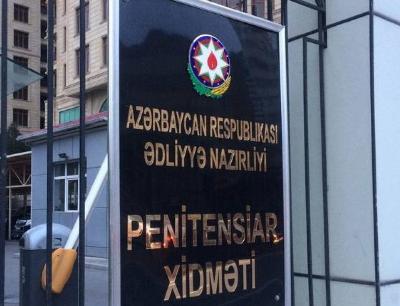 AZƏRBAYCAN RESPUBLİKASI
ƏDLİYYƏ NAZİRLİYİ
PENİTENSİAR
XİDMƏTİ